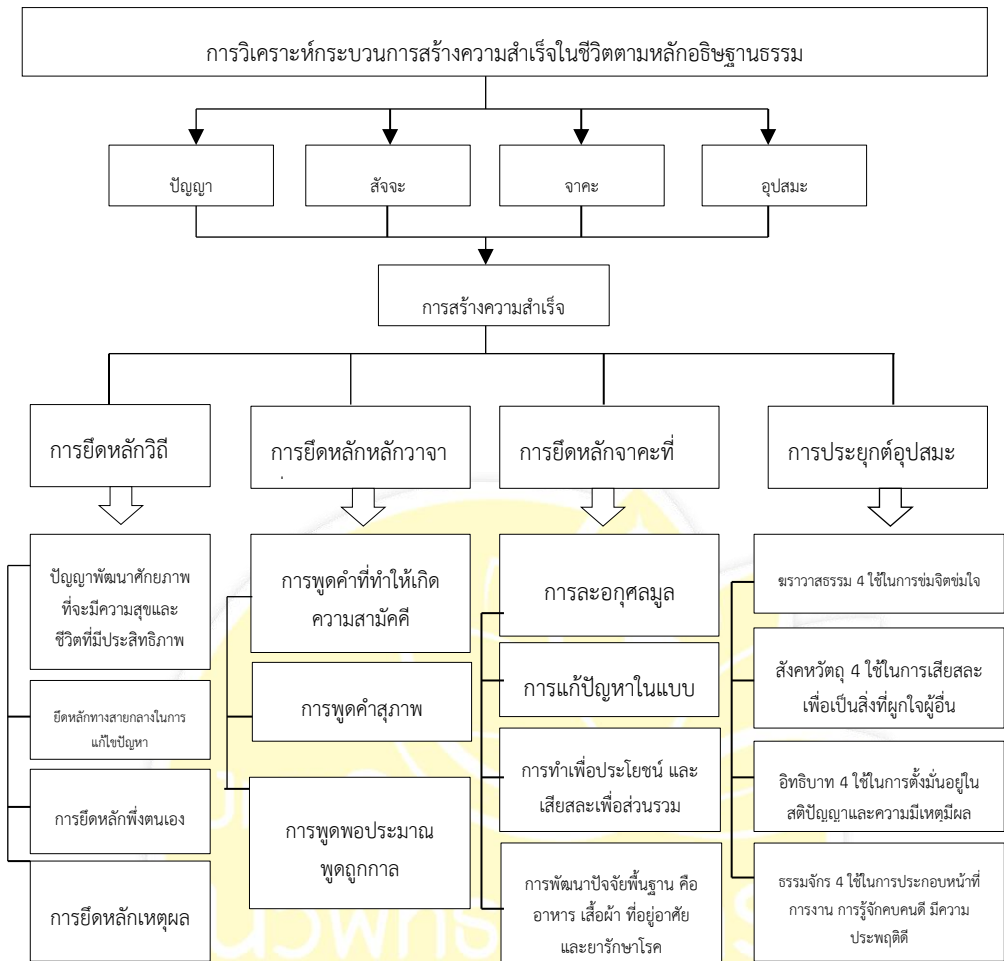 การวิเคราะห์กระบวนการสร้างความสำเร็จในชีวิตตามหลักอธิษฐานธรรม
ปัญญา
สัจจะ
จาคะ
อุปสมะ
การสร้างความสำเร็จ
การยึดหลักวิถี
การยึดหลักหลักวาจา
การยึดหลักจาคะที่
การประยุกต์อุปสมะ
ปัญญาพัฒนาศักยภาพ
ที่จะมีความสุขและ
ชีวิตที่มีประสิทธิภาพ
ยึดหลักทางสายกลางในการ
แก้ไขปัญหา
การยึดหลักพึ่งตนเอง
การยึดหลักเหตุผล
การพูดคำที่ทำให้เกิด
ความสามัคคี
การพูดคำสุภาพ
การพูดพอประมาณ
พูดถูกกาล
การละอกุศลมูล
การแก้ปัญหาในแบบ
การทำเพื่อประโยชน์ และ
เสียสละเพื่อส่วนรวม
การพัฒนาปัจจัยพื้นฐาน คือ
อาหาร เสื้อผ้า ที่อยู่อาศัย
และยารักษาโรค
ฆราวาสธรรม 4 ใช้ในการข่มจิตข่มใจ
สังคหวัตถุ 4 ใช้ในการเสียสละ
เพื่อเป็นสิ่งที่ผูกใจผู้อื่น
อิทธิบาท 4 ใช้ในการตั้งมั่นอยู่ใน
สติปัญญาและความมีเหตุมีผล
ธรรมจักร 4 ใช้ในการประกอบหน้าที่
การงาน การรู้จักคบคนดี มีความ
ประพฤติดี